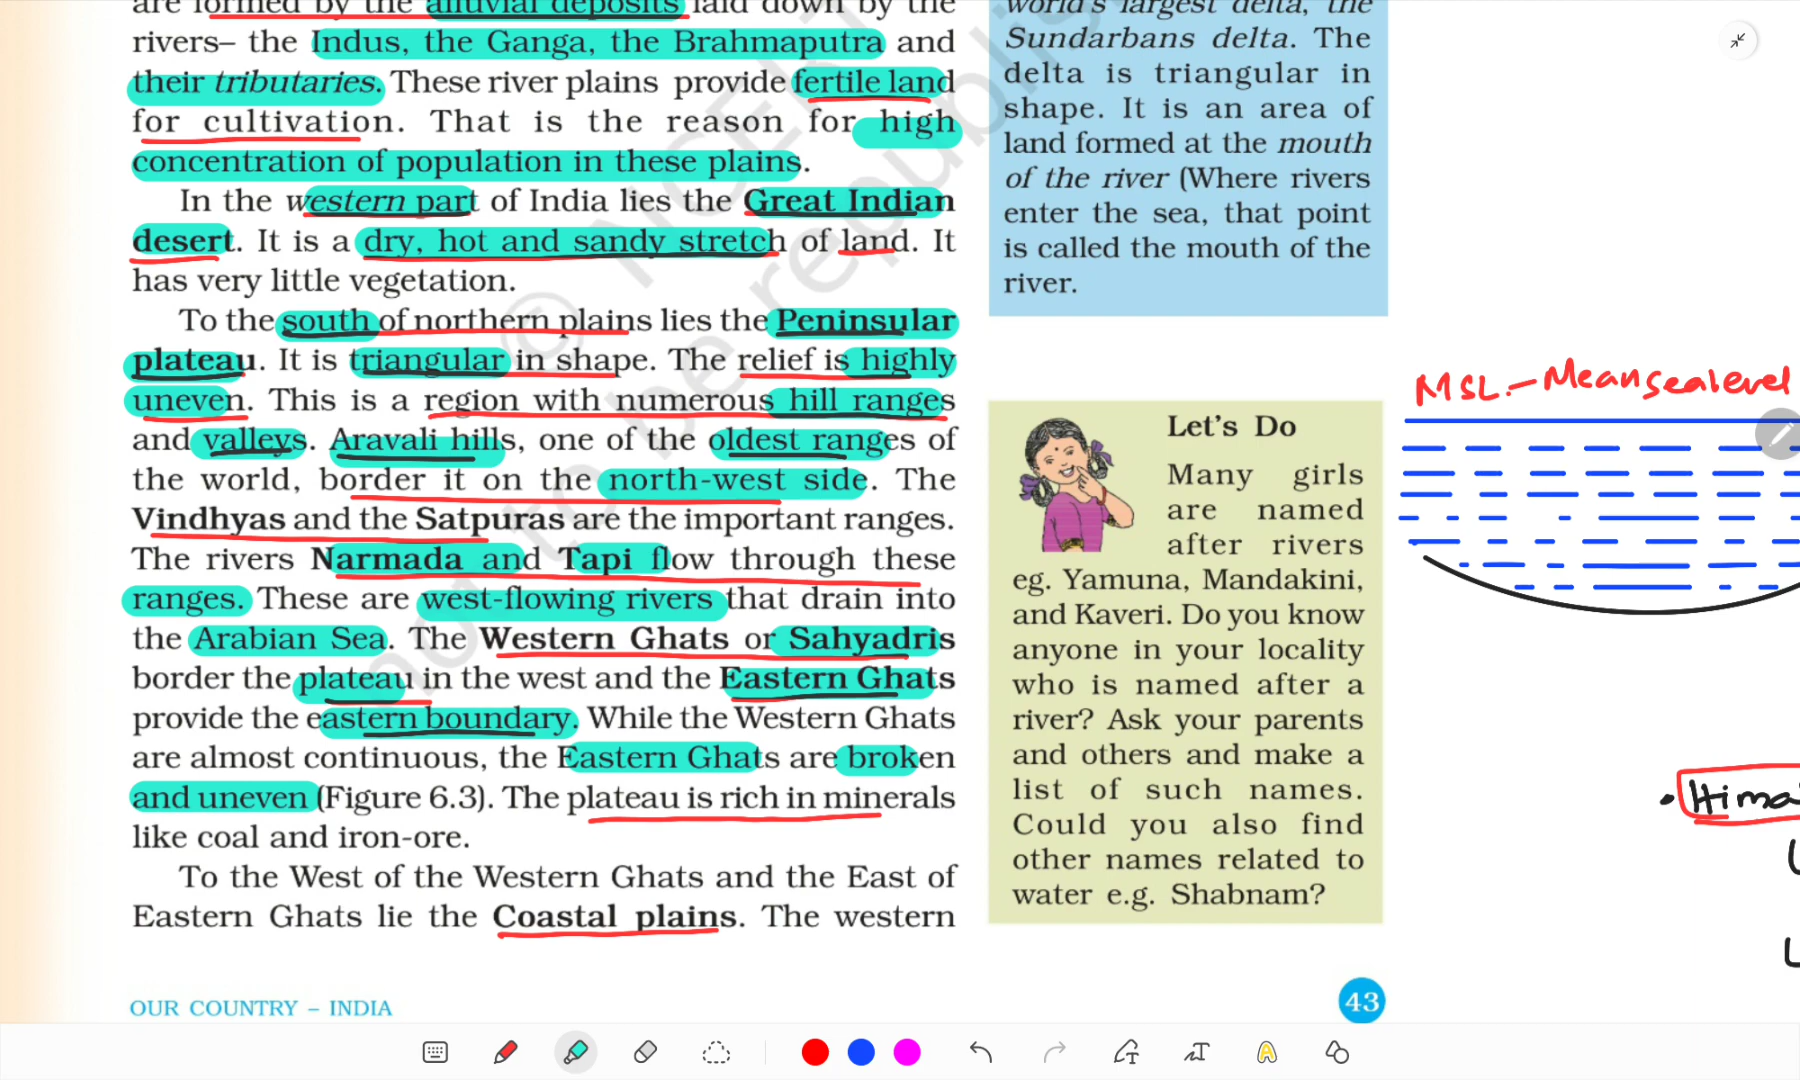 are formed by the alluvial deposits laid down by the
rivers– the Indus, the Ganga, the Brahmaputra and
their tributaries. These river plains provide fertile land
for cultivation. That is the reason for high
concentration of population in these plains.
In the western part of India lies the Great Indian
desert. It is a dry, hot and sandy stretch of land. It
has very little vegetation.
To the south of northern plains lies the Peninsular
plateau. It is triangular in shape. The relief is highly
uneven. This is a region with numerous hill ranges
and valleys. Aravali hills, one of the oldest ranges of
the world, border it on the north-west side. The
Vindhyas and the Satpuras are the important ranges.
The rivers Narmada and Tapi flow through these
ranges. These are west-flowing rivers that drain into
the Arabian Sea. The Western Ghats or Sahyadris
border the plateau in the west and the Eastern Ghats
provide the eastern boundary. While the Western Ghats
are almost continuous, the Eastern Ghats are broken
and uneven (Figure 6.3). The plateau is rich in minerals
like coal and iron-ore.
To the West of the Western Ghats and the East of
Eastern Ghats lie the Coastal plains. The western
world's largest delta, the
Sundarbans delta. The
delta is triangular in
shape. It is an area of
land formed at the mouth
of the river (Where rivers
enter the sea, that point
is called the mouth of the
river.
Let's Do
Many girls
are named
after rivers
eg. Yamuna, Mandakini,
and Kaveri. Do you know
anyone in your locality
who is named after a
river? Ask your parents
and others and make a
list of such names.
Could you also find
other names related to
water e.g. Shabnam?
MSL.- Mean sea level
• Hima
© NCERT
not to be republis
OUR COUNTRY – INDIA
43